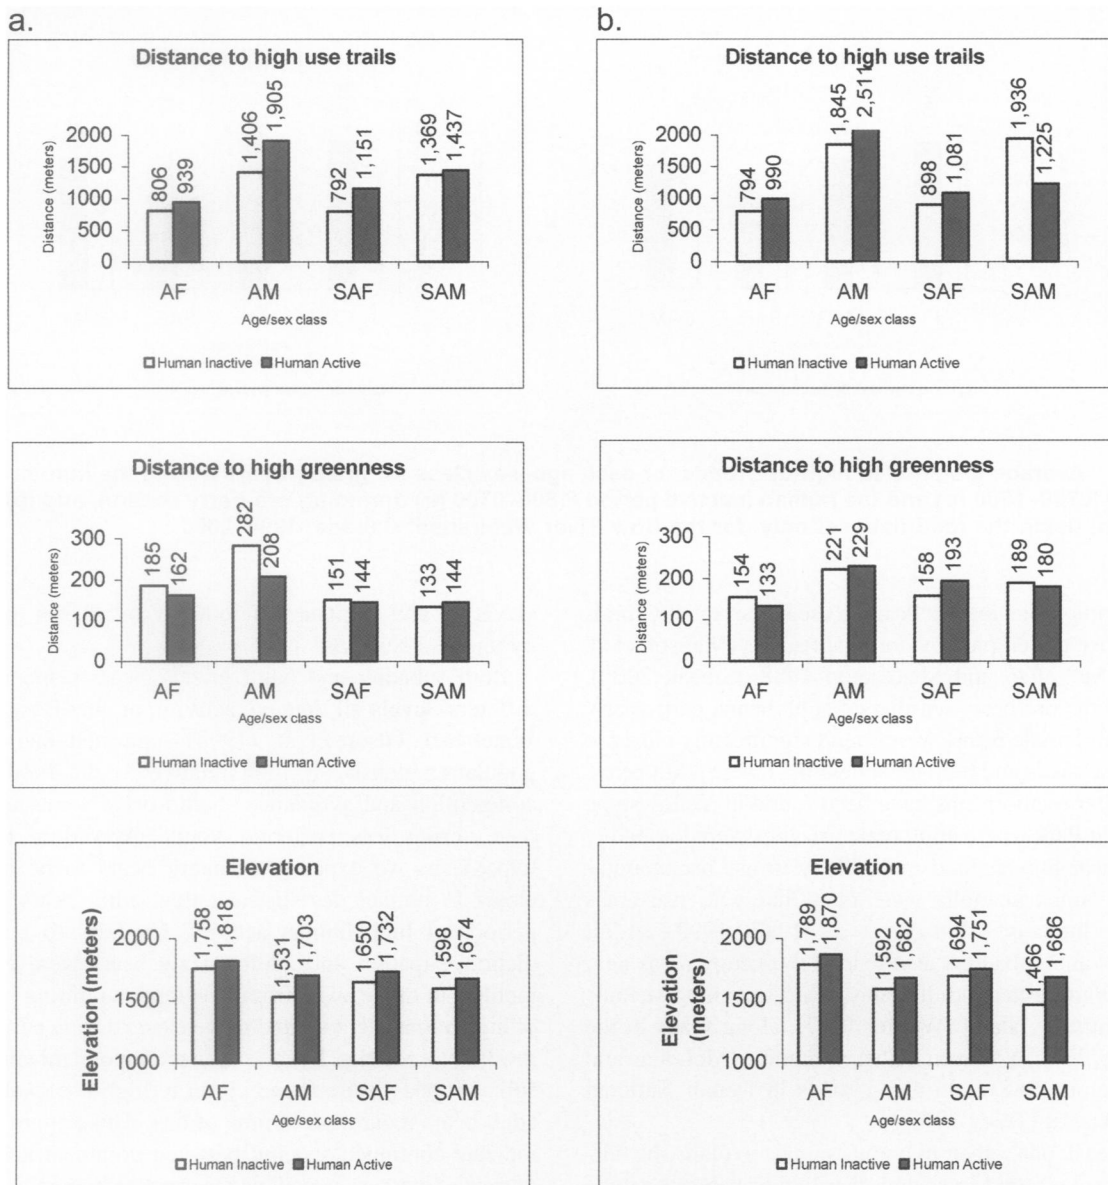 a.
Distance to high use trails
Distance (meters)
2000
1500
1000
500
0
806
939
1,406
1,905
792
1,151
1,369
1,437
AF
AM
SAF
SAM
Age/sex class
Human Inactive
Human Active
Distance to high greenness
Distance (meters)
300
200
100
0
185
162
282
208
151
144
133
144
AF
AM
SAF
SAM
Age/sex class
Human Inactive
Human Active
Elevation
Elevation (meters)
2000
1500
1000
1,758
1,818
1,531
1,703
1,650
1,732
1,598
1,674
AF
AM
SAF
SAM
Age/sex class
Human Inactive
Human Active
b.
Distance to high use trails
Distance (meters)
2000
1500
1000
500
0
794
990
1,845
2,511
898
1,081
1,936
1,225
AF
AM
SAF
SAM
Age/sex class
Human Inactive
Human Active
Distance to high greenness
Distance (meters)
300
200
100
0
154
133
221
229
158
193
189
180
AF
AM
SAF
SAM
Age/sex class
Human Inactive
Human Active
Elevation
Elevation
(meters)
2000
1500
1000
1,789
1,870
1,592
1,682
1,694
1,751
1,466
1,686
AF
AM
SAF
SAM
Age/sex class
Human Inactive
Human Active